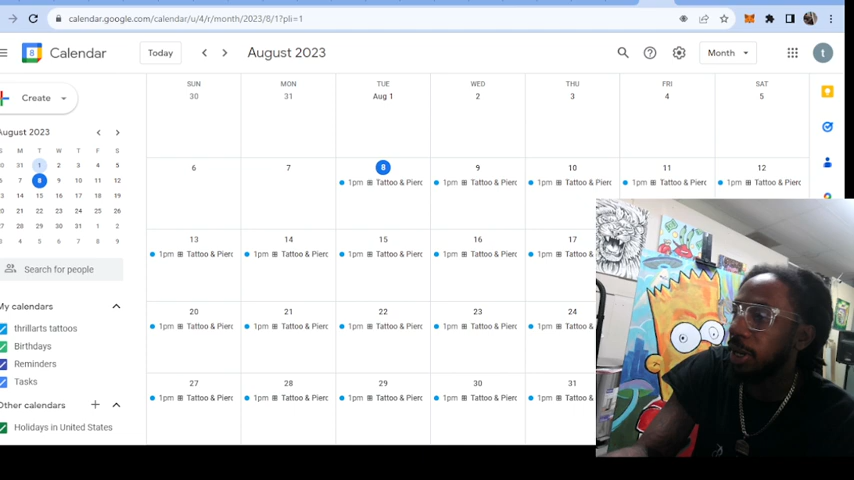 calendar.google.com/calendar/u/4/r/month/2023/8/1?pli=1
8 Calendar Today August 2023 Month t
Create
August 2023
S M T W T F S
30 31 1 2 3 4 5
6 7 8 9 10 11 12
13 14 15 16 17 18 19
20 21 22 23 24 25 26
27 28 29 30 31 1 2
3 4 5 6 7 8 9
Search for people
My calendars
thrillarts tattoos
Birthdays
Reminders
Tasks
Other calendars
Holidays in United States
SUN MON TUE WED THU FRI SAT
30 31 Aug 1 2 3 4 5
6 7 8 9 10 11 12
1pm Tattoo & Pierc 1pm Tattoo & Pierc 1pm Tattoo & Pierc 1pm Tattoo & Pierc 1pm Tattoo & Pierc
13 14 15 16 17
1pm Tattoo & Pierc 1pm Tattoo & Pierc 1pm Tattoo & Pierc 1pm Tattoo & Pierc 1pm Tattoo &
20 21 22 23 24
1pm Tattoo & Pierc 1pm Tattoo & Pierc 1pm Tattoo & Pierc 1pm Tattoo & Pierc 1pm Tattoo &
27 28 29 30 31
1pm Tattoo & Pierc 1pm Tattoo & Pierc 1pm Tattoo & Pierc 1pm Tattoo & Pierc 1pm Tattoo &